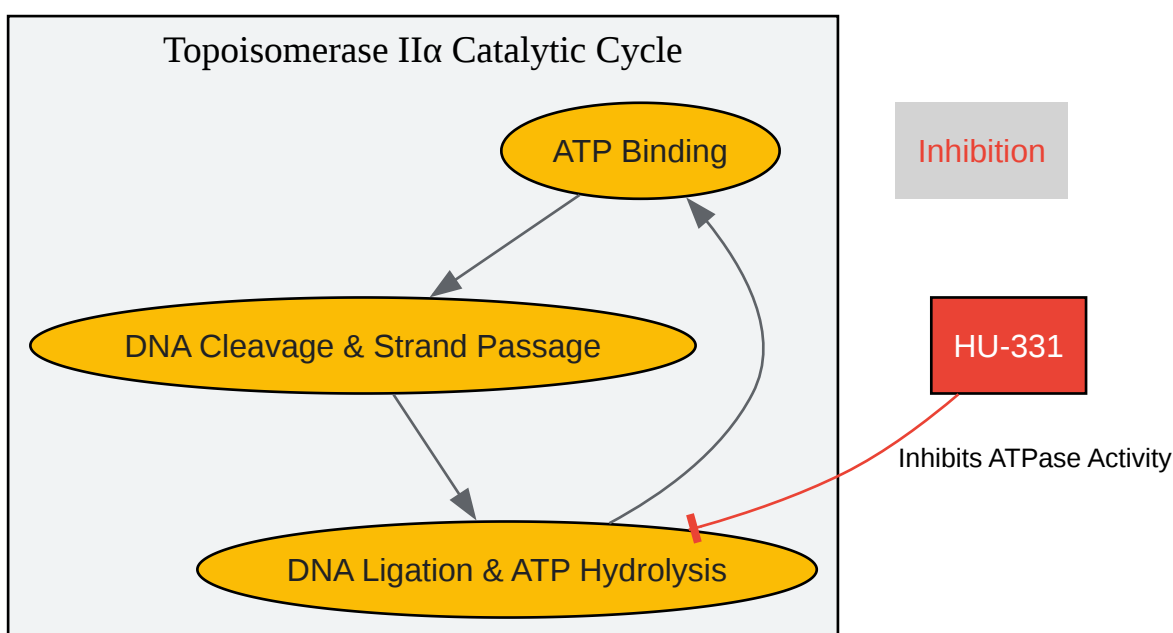 Topoisomerase IIα Catalytic Cycle
ATP Binding
Inhibition
DNA Cleavage & Strand Passage
HU-331
Inhibits ATPase Activity
DNA Ligation & ATP Hydrolysis